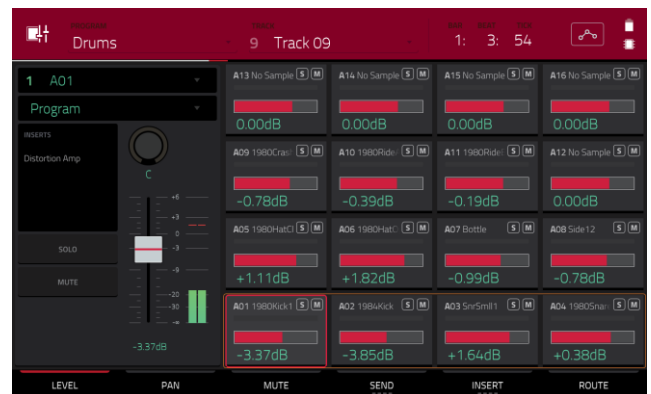 PROGRAM
Drums
TRACK
9 Track 09
BAR BEAT TICK
1: 3: 54
1 A01
Program
INSERTS
Distortion Amp
C
+6
+3
0
-3
-9
-20
-30
-∞
SOLO
MUTE
-3.37dB
A13 No Sample S M
0.00dB
A14 No Sample S M
0.00dB
A15 No Sample S M
0.00dB
A16 No Sample S M
0.00dB
A09 1980Cras S M
-0.78dB
A10 1980Ride S M
-0.39dB
A11 1980Ride S M
-0.19dB
A12 No Sample S M
0.00dB
A05 1980HatCl S M
+1.11dB
A06 1980HatC S M
+1.82dB
A07 Bottle S M
-0.99dB
A08 Side12 S M
-0.78dB
A01 1980Kick1 S M
-3.37dB
A02 1984Kick S M
-3.85dB
A03 SnrSmll1 S M
+1.64dB
A04 1980Snar S M
+0.38dB
LEVEL PAN MUTE SEND INSERT ROUTE